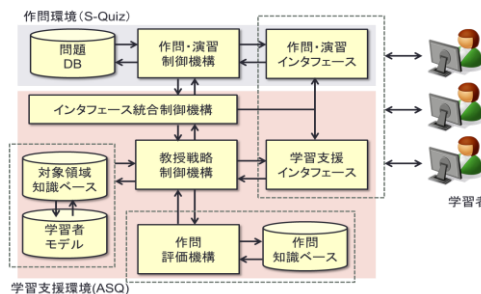 作問環境（S-Quiz）
問題
DB
作問・演習
制御機構
作問・演習
インタフェース
インタフェース統合制御機構
対象領域
知識ベース
教授戦略
制御機構
学習支援
インタフェース
学習者
学習者
モデル
作問
評価機構
作問
知識ベース
学習支援環境(ASQ)